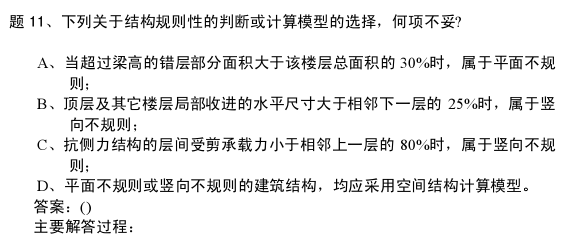 题 11、下列关于结构规则性的判断或计算模型的选择，何项不妥?
A、当超过梁高的错层部分面积大于该楼层总面积的 30%时，属于平面不规
则；
B、顶层及其它楼层局部收进的水平尺寸大于相邻下一层的 25%时，属于竖
向不规则；
C、抗侧力结构的层间受剪承载力小于相邻上一层的 80%时，属于竖向不规
则；
D、平面不规则或竖向不规则的建筑结构，均应采用空间结构计算模型。
答案：()
主要解答过程：